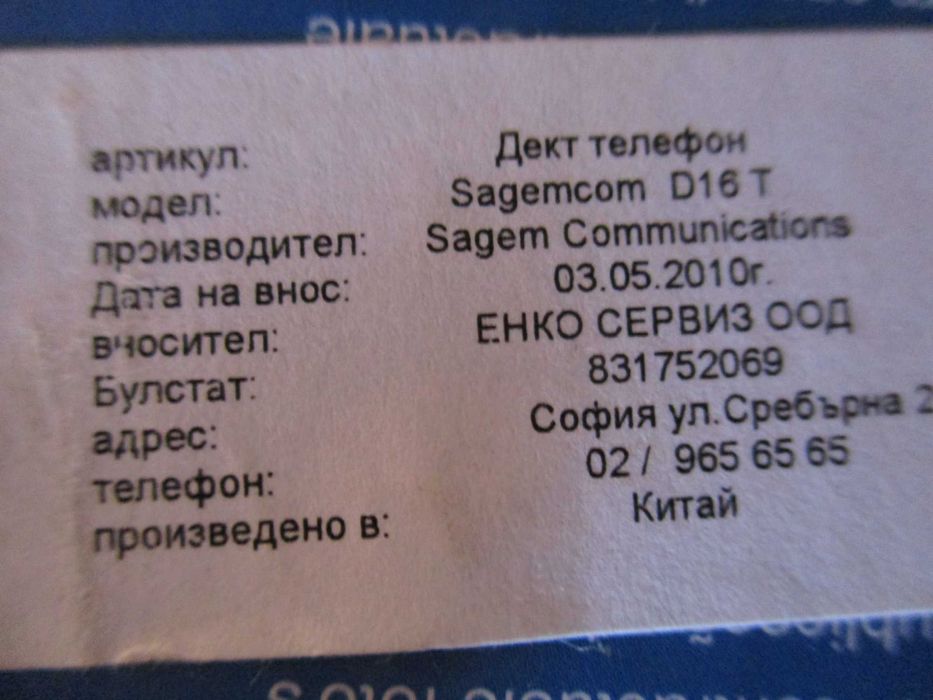 артикул: Дект телефон
модел: Sagemcom D16 T
производител: Sagem Communications
Дата на внос: 03.05.2010г.
вносител: ЕНКО СЕРВИЗ ООД
Булстат: 831752069
адрес: София ул.Сребърна 2
телефон: 02 / 965 65 65
произведено в: Китай